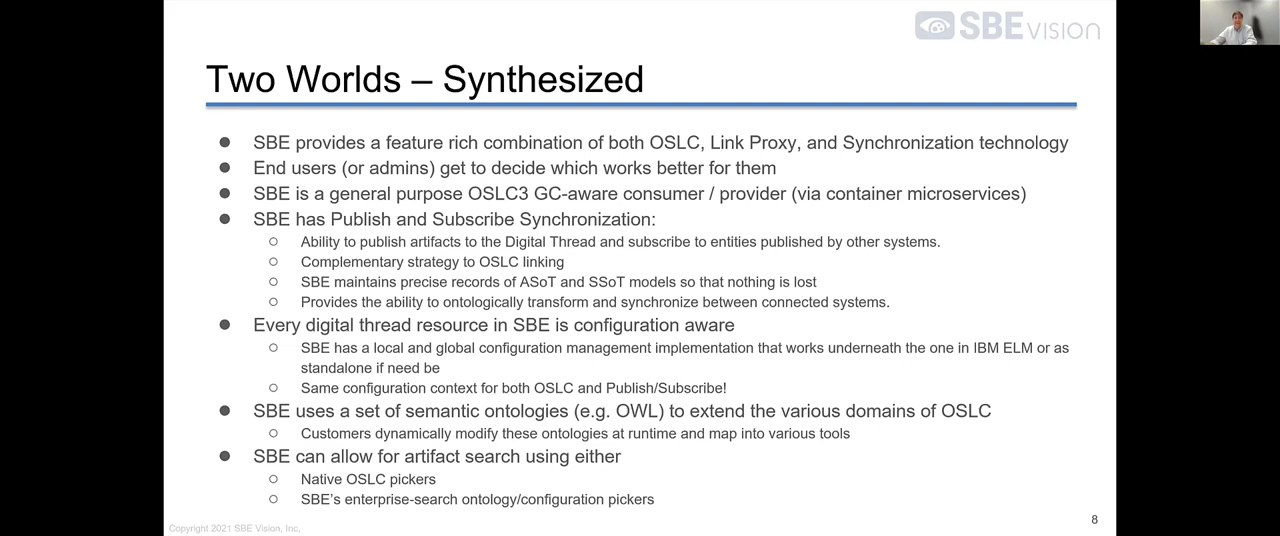 SBE VISION
Two Worlds – Synthesized
● SBE provides a feature rich combination of both OSLC, Link Proxy, and Synchronization technology
● End users (or admins) get to decide which works better for them
● SBE is a general purpose OSLC3 GC-aware consumer / provider (via container microservices)
● SBE has Publish and Subscribe Synchronization:
○ Ability to publish artifacts to the Digital Thread and subscribe to entities published by other systems.
○ Complementary strategy to OSLC linking
○ SBE maintains precise records of ASoT and SSoT models so that nothing is lost
○ Provides the ability to ontologically transform and synchronize between connected systems.
● Every digital thread resource in SBE is configuration aware
○ SBE has a local and global configuration management implementation that works underneath the one in IBM ELM or as
standalone if need be
○ Same configuration context for both OSLC and Publish/Subscribe!
● SBE uses a set of semantic ontologies (e.g. OWL) to extend the various domains of OSLC
○ Customers dynamically modify these ontologies at runtime and map into various tools
● SBE can allow for artifact search using either
○ Native OSLC pickers
○ SBE's enterprise-search ontology/configuration pickers
8
Copyright 2021 SBE Vision, Inc.